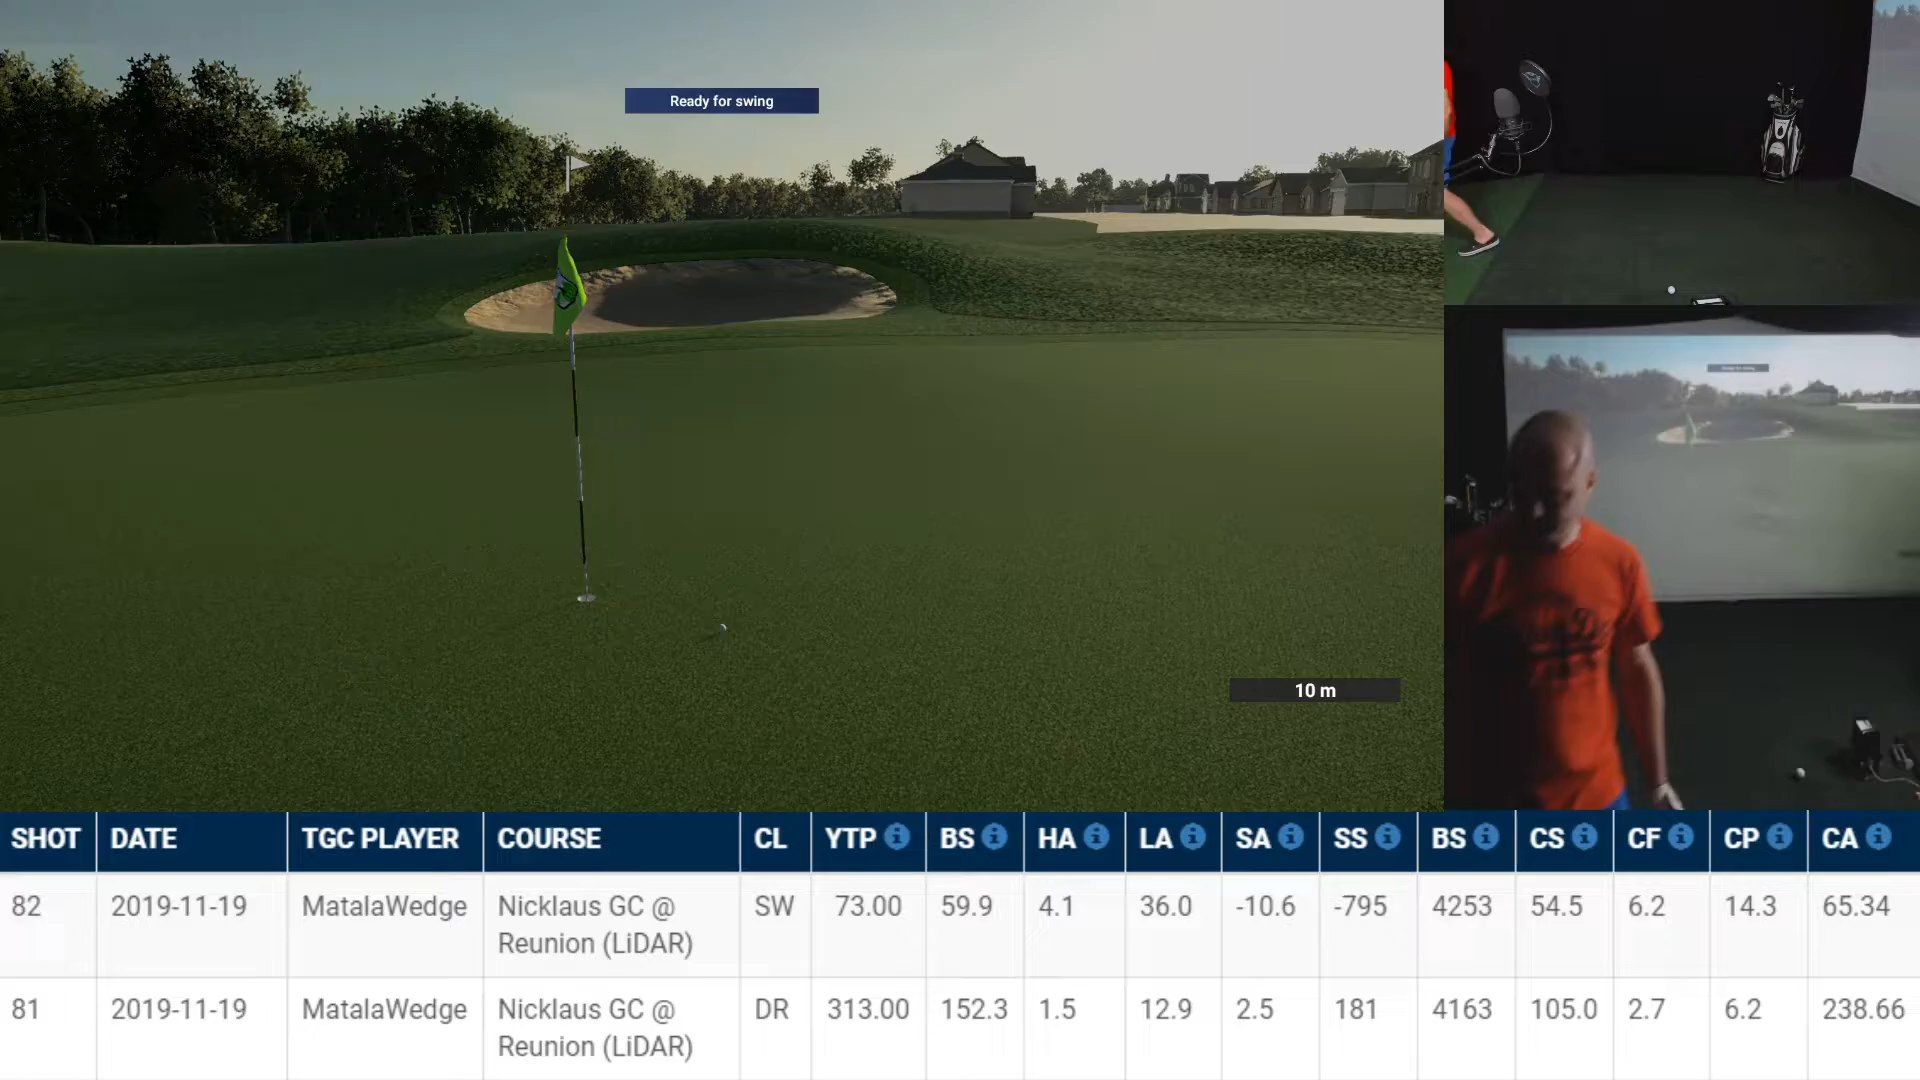 Ready for swing
10 m
SHOT DATE TGC PLAYER COURSE CL YTP BS HA LA SA SS BS CS CF CP CA
82 2019-11-19 MatalaWedge Nicklaus GC @ SW 73.00 59.9 4.1 36.0 -10.6 -795 4253 54.5 6.2 14.3 65.34
Reunion (LiDAR)
81 2019-11-19 MatalaWedge Nicklaus GC @ DR 313.00 152.3 1.5 12.9 2.5 181 4163 105.0 2.7 6.2 238.66
Reunion (LiDAR)